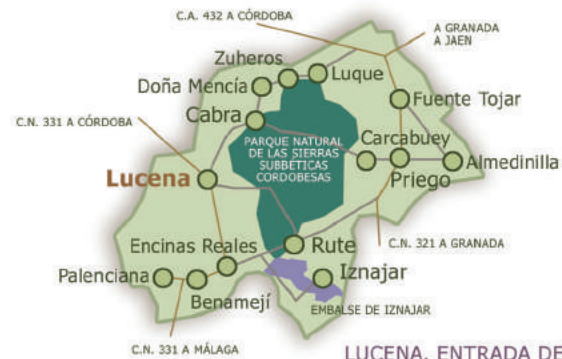 C.A. 432 A CÓRDOBA
A GRANADA
A JAEN
Zuheros
Luque
Doña Mencía
Fuente Tojar
Cabra
C.N. 331 A CÓRDOBA
PARQUE NATURAL
DE LAS SIERRAS
SUBBÉTICAS
CORDOBESAS
Carcabuey
Almedinilla
Lucena
Priego
Encinas Reales
Rute
C.N. 321 A GRANADA
Palenciana
Iznajar
Benamejí
EMBALSE DE IZNAJAR
C.N. 331 A MÁLAGA
LUCENA, ENTRADA DE